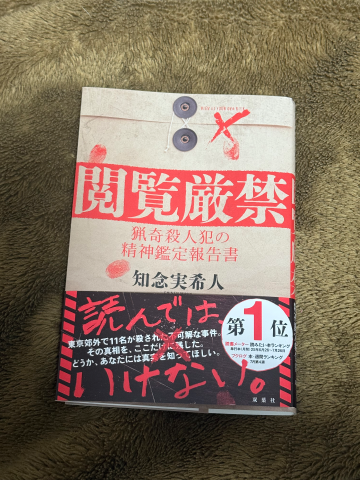 閲覧厳禁
猟奇殺人犯の
精神鑑定報告書
知念実希人
読んでは
いけない。
東京郊外で11名が殺された不可解な事件。
その真相を、ここだけに残した。
どうか、あなたには真実を知ってほしい。
第1位
双葉社